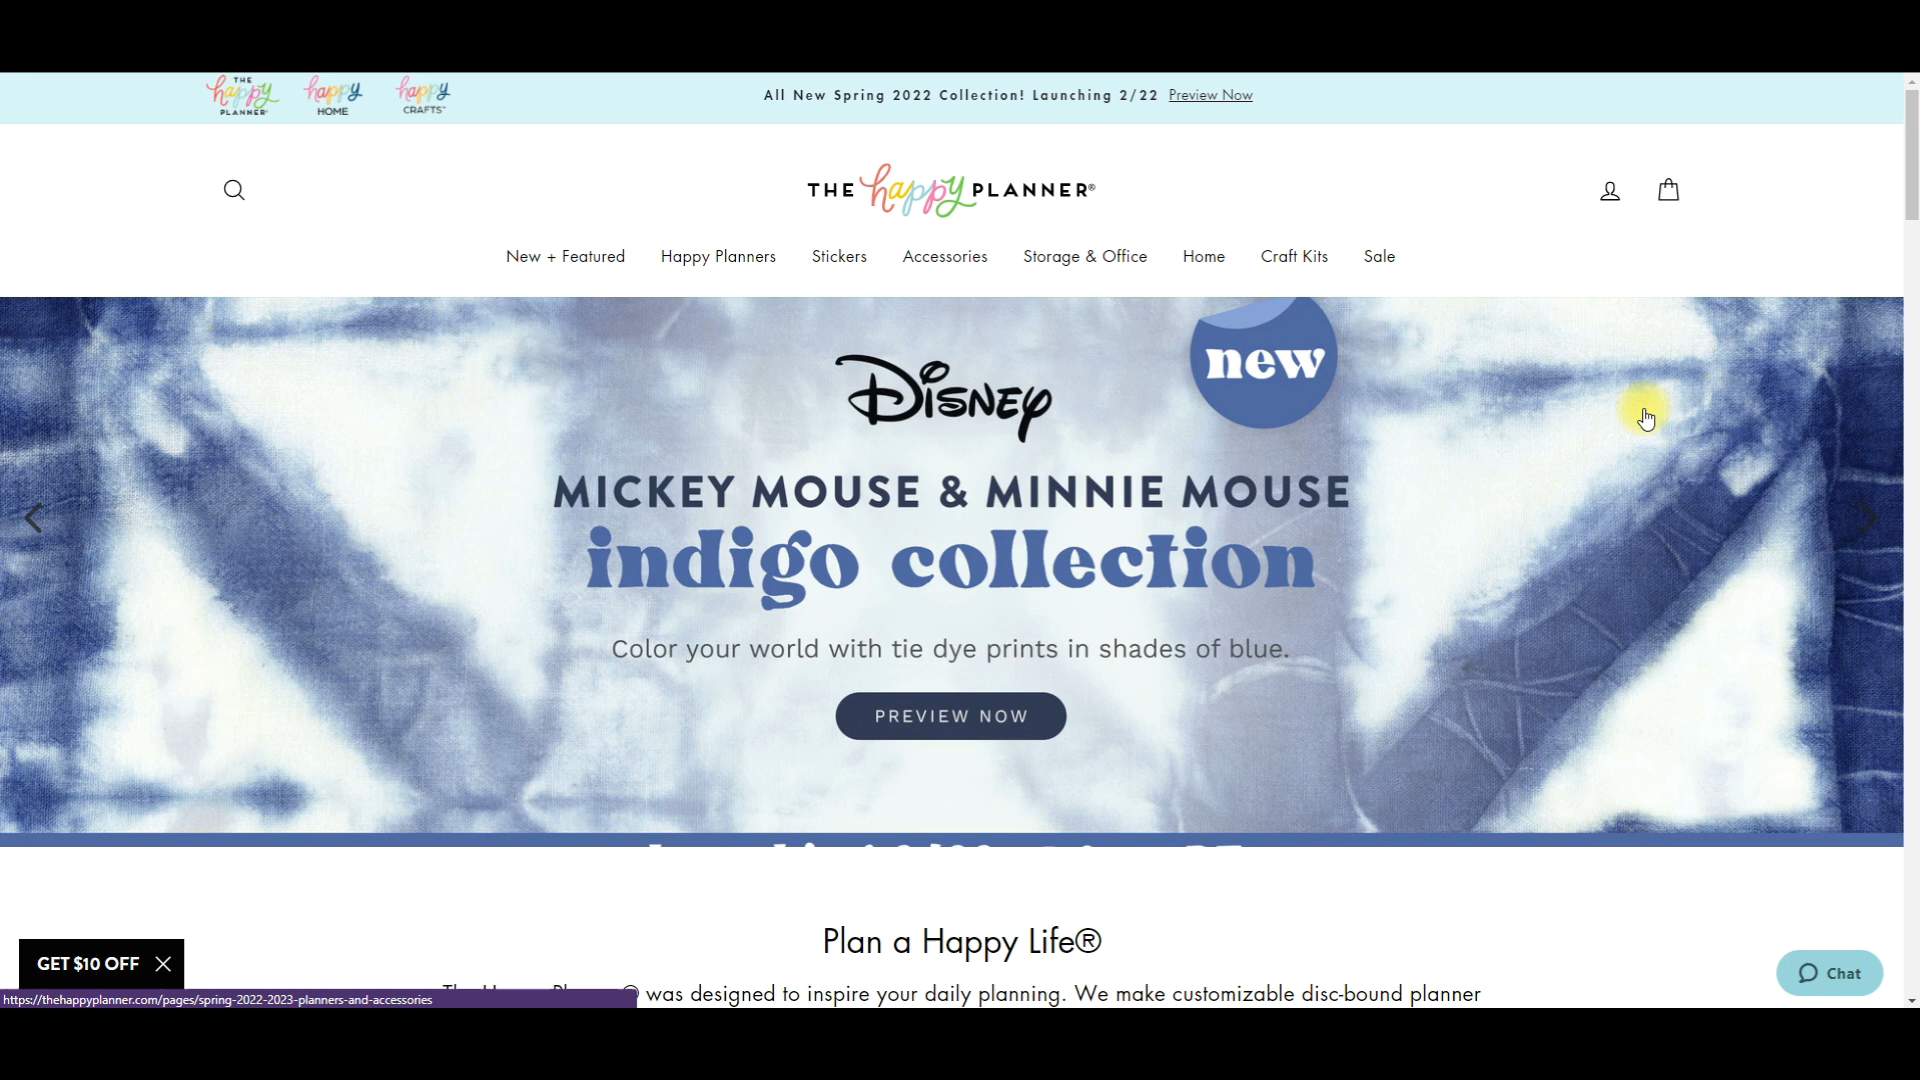 THE happy PLANNER®
happy HOME
happy CRAFTS™
All New Spring 2022 Collection! Launching 2/22 Preview Now
THE happy PLANNER®
New + Featured Happy Planners Stickers Accessories Storage & Office Home Craft Kits Sale
new
Disney
MICKEY MOUSE & MINNIE MOUSE
indigo collection
Color your world with tie dye prints in shades of blue.
PREVIEW NOW
Plan a Happy Life®
GET $10 OFF
Chat
was designed to inspire your daily planning. We make customizable disc-bound planner
https://thehappyplanner.com/pages/spring-2022-2023-planners-and-accessories